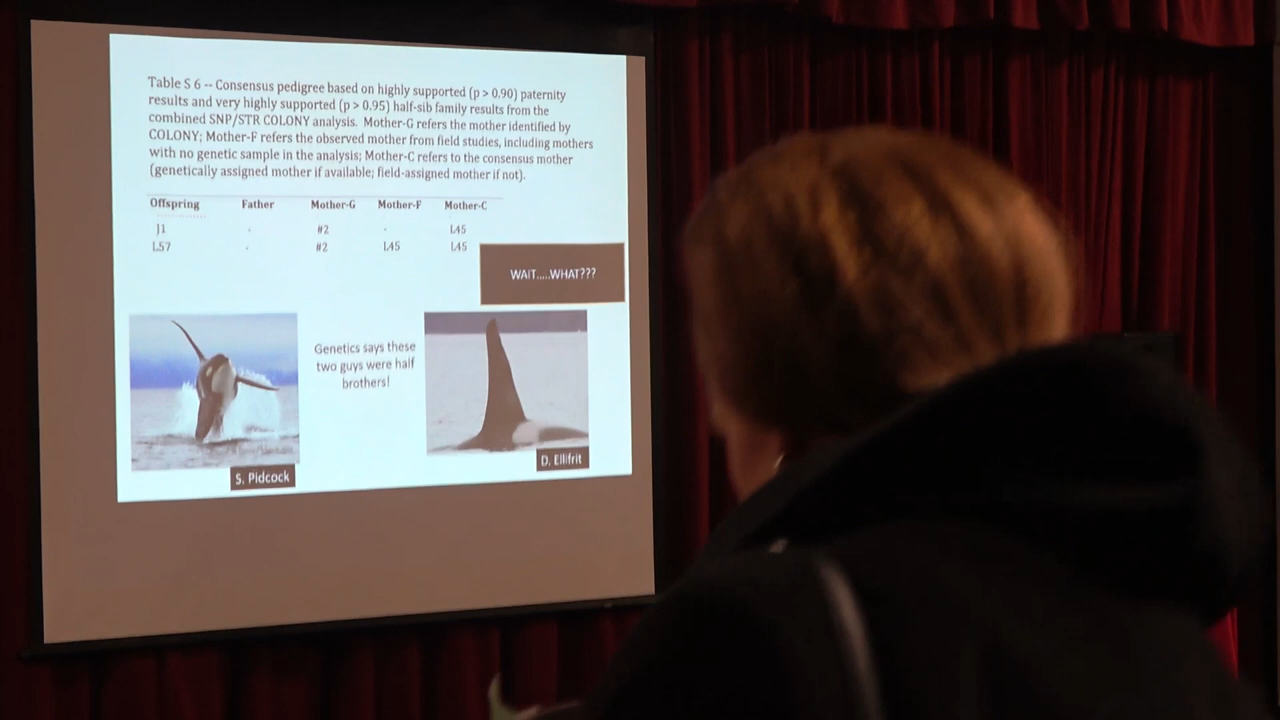 Table S 6 -- Consensus pedigree based on highly supported (p > 0.90) paternity
results and very highly supported (p > 0.95) half-sib family results from the
combined SNP/STR COLONY analysis. Mother-G refers the mother identified by
COLONY; Mother-F refers the observed mother from field studies, including mothers
with no genetic sample in the analysis; Mother-C refers to the consensus mother
(genetically assigned mother if available; field-assigned mother if not).
Offspring Father Mother-G Mother-F Mother-C
J1 . #2 . L45
L57 . #2 L45 L45
WAIT.....WHAT???
Genetics says these
two guys were half
brothers!
S. Pidcock
D. Ellifrit